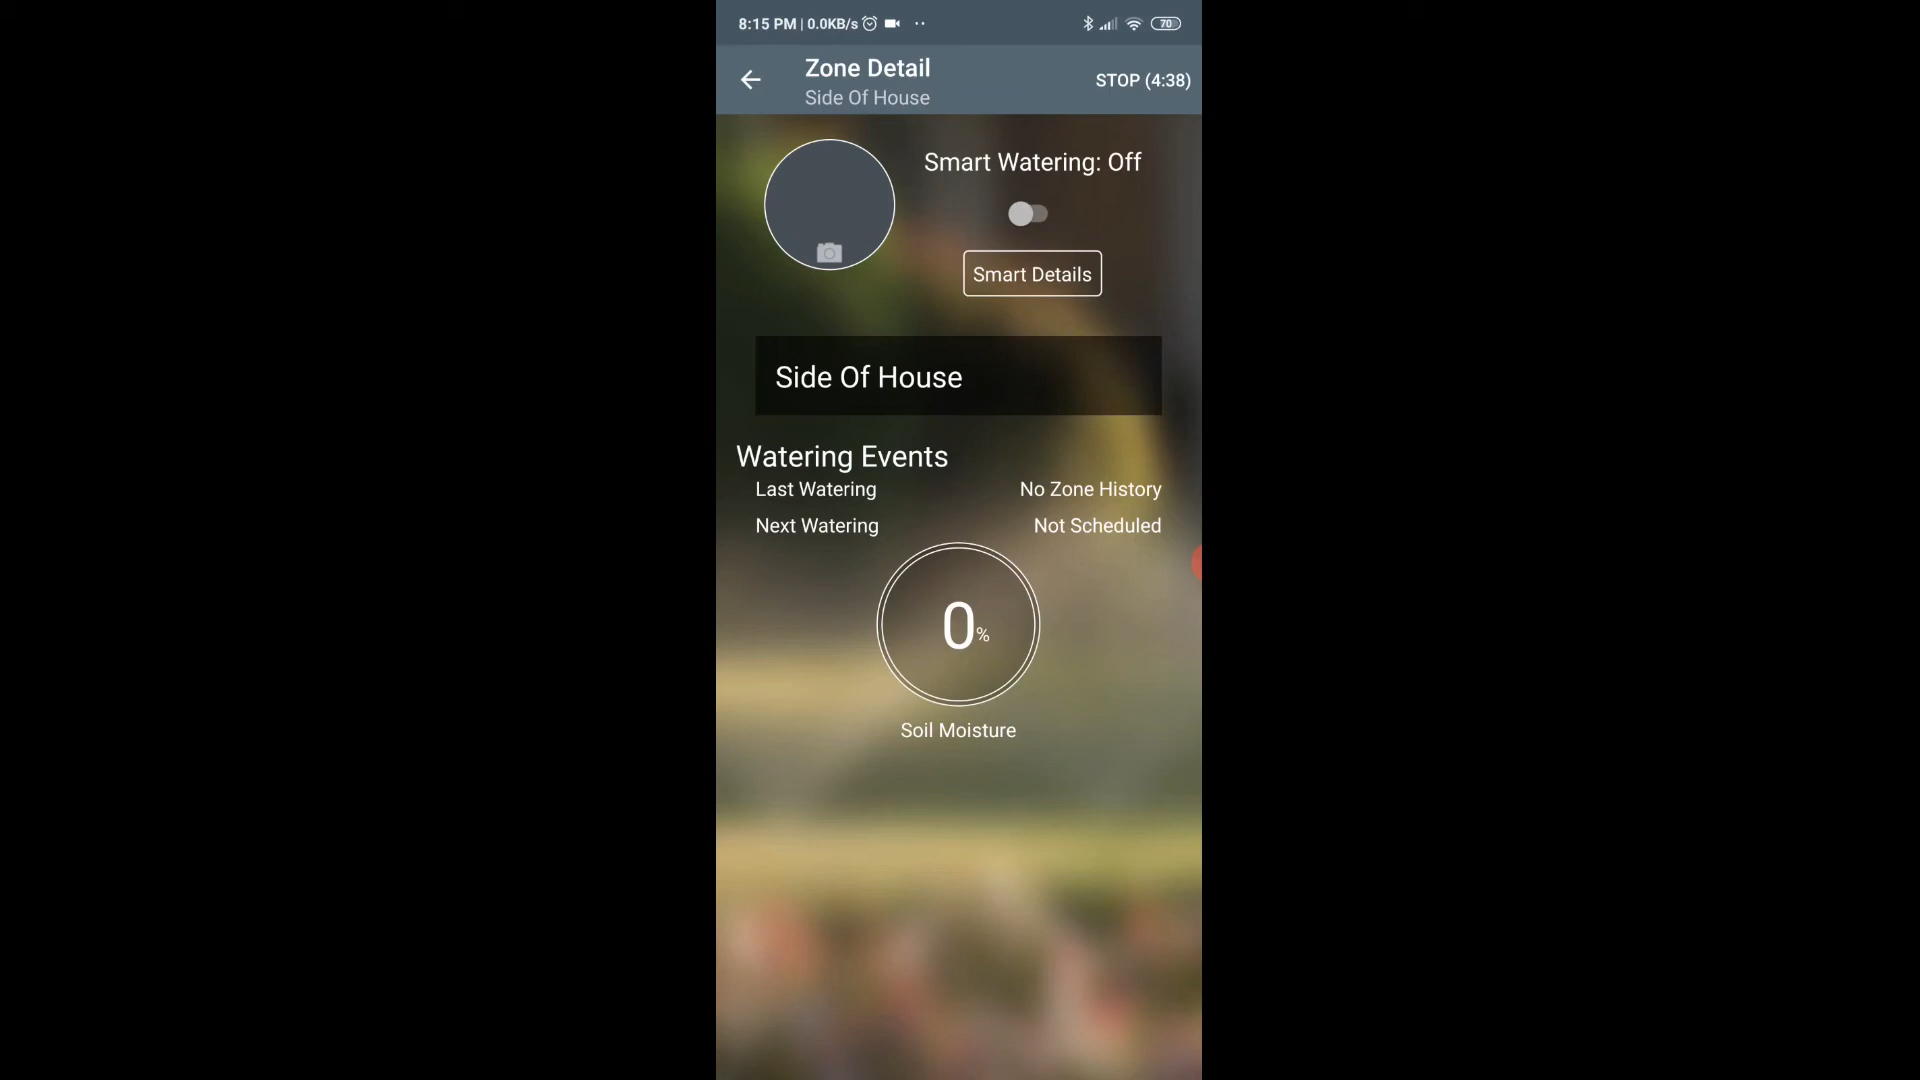 8:15 PM | 0.0KB/s
70
Zone Detail
Side Of House
STOP (4:38)
Smart Watering: Off
Smart Details
Side Of House
Watering Events
Last Watering No Zone History
Next Watering Not Scheduled
0%
Soil Moisture